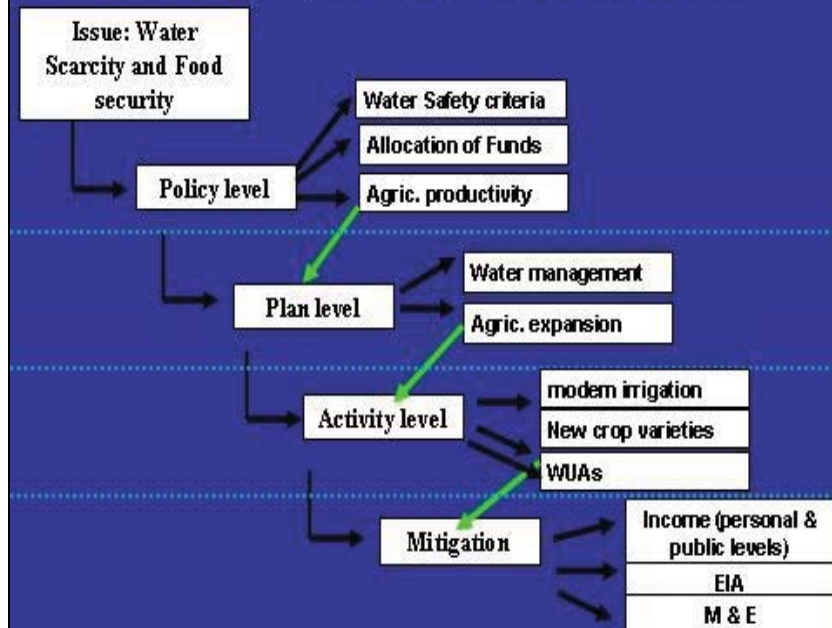 Issue: Water
Scarcity and Food
security
Water Safety criteria
Allocation of Funds
Policy level
Agric. productivity
Water management
Plan level
Agric. expansion
modern irrigation
Activity level
New crop varieties
WUAs
Mitigation
Income (personal &
public levels)
EIA
M & E